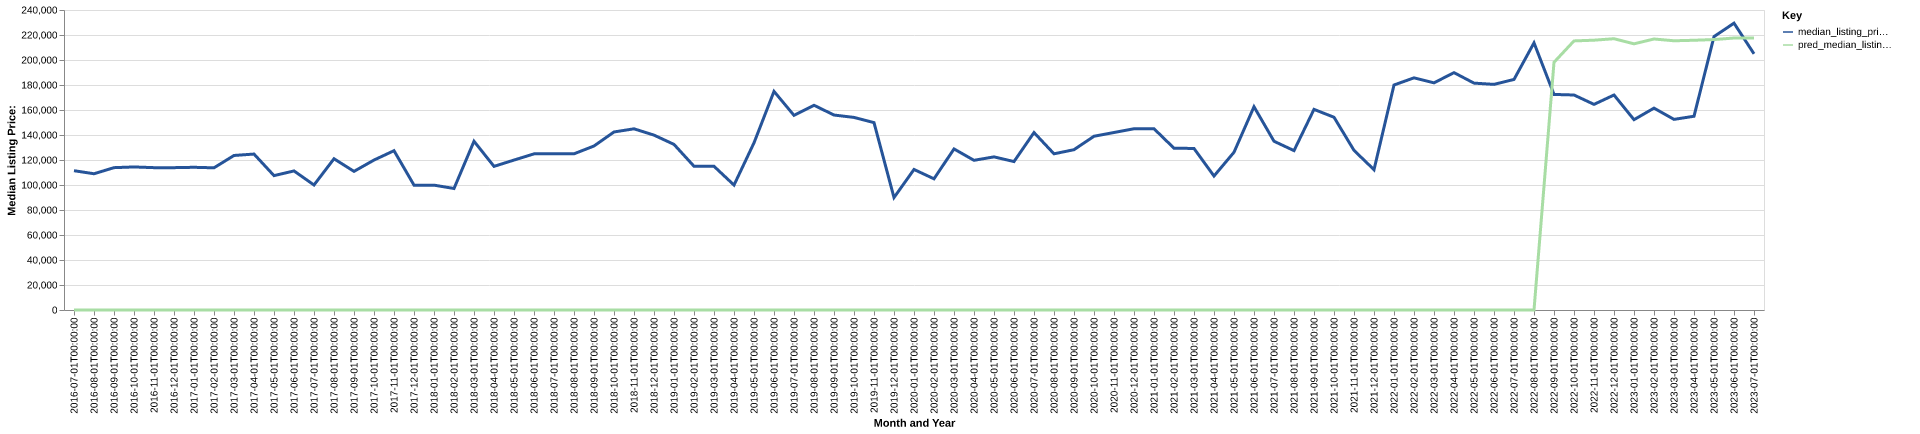 240,000
220,000
200,000
180,000
160,000
140,000
120,000
100,000
80,000
60,000
40,000
20,000
0
Median Listing Price:
2016-07-01T00:00:00
2016-08-01T00:00:00
2016-09-01T00:00:00
2016-10-01T00:00:00
2016-11-01T00:00:00
2016-12-01T00:00:00
2017-01-01T00:00:00
2017-02-01T00:00:00
2017-03-01T00:00:00
2017-04-01T00:00:00
2017-05-01T00:00:00
2017-06-01T00:00:00
2017-07-01T00:00:00
2017-08-01T00:00:00
2017-09-01T00:00:00
2017-10-01T00:00:00
2017-11-01T00:00:00
2017-12-01T00:00:00
2018-01-01T00:00:00
2018-02-01T00:00:00
2018-03-01T00:00:00
2018-04-01T00:00:00
2018-05-01T00:00:00
2018-06-01T00:00:00
2018-07-01T00:00:00
2018-08-01T00:00:00
2018-09-01T00:00:00
2018-10-01T00:00:00
2018-11-01T00:00:00
2018-12-01T00:00:00
2019-01-01T00:00:00
2019-02-01T00:00:00
2019-03-01T00:00:00
2019-04-01T00:00:00
2019-05-01T00:00:00
2019-06-01T00:00:00
2019-07-01T00:00:00
2019-08-01T00:00:00
2019-09-01T00:00:00
2019-10-01T00:00:00
2019-11-01T00:00:00
2019-12-01T00:00:00
2020-01-01T00:00:00
2020-02-01T00:00:00
2020-03-01T00:00:00
2020-04-01T00:00:00
2020-05-01T00:00:00
2020-06-01T00:00:00
2020-07-01T00:00:00
2020-08-01T00:00:00
2020-09-01T00:00:00
2020-10-01T00:00:00
2020-11-01T00:00:00
2020-12-01T00:00:00
2021-01-01T00:00:00
2021-02-01T00:00:00
2021-03-01T00:00:00
2021-04-01T00:00:00
2021-05-01T00:00:00
2021-06-01T00:00:00
2021-07-01T00:00:00
2021-08-01T00:00:00
2021-09-01T00:00:00
2021-10-01T00:00:00
2021-11-01T00:00:00
2021-12-01T00:00:00
2022-01-01T00:00:00
2022-02-01T00:00:00
2022-03-01T00:00:00
2022-04-01T00:00:00
2022-05-01T00:00:00
2022-06-01T00:00:00
2022-07-01T00:00:00
2022-08-01T00:00:00
2022-09-01T00:00:00
2022-10-01T00:00:00
2022-11-01T00:00:00
2022-12-01T00:00:00
2023-01-01T00:00:00
2023-02-01T00:00:00
2023-03-01T00:00:00
2023-04-01T00:00:00
2023-05-01T00:00:00
2023-06-01T00:00:00
2023-07-01T00:00:00
Month and Year
Key
median_listing_pri…
pred_median_listin…